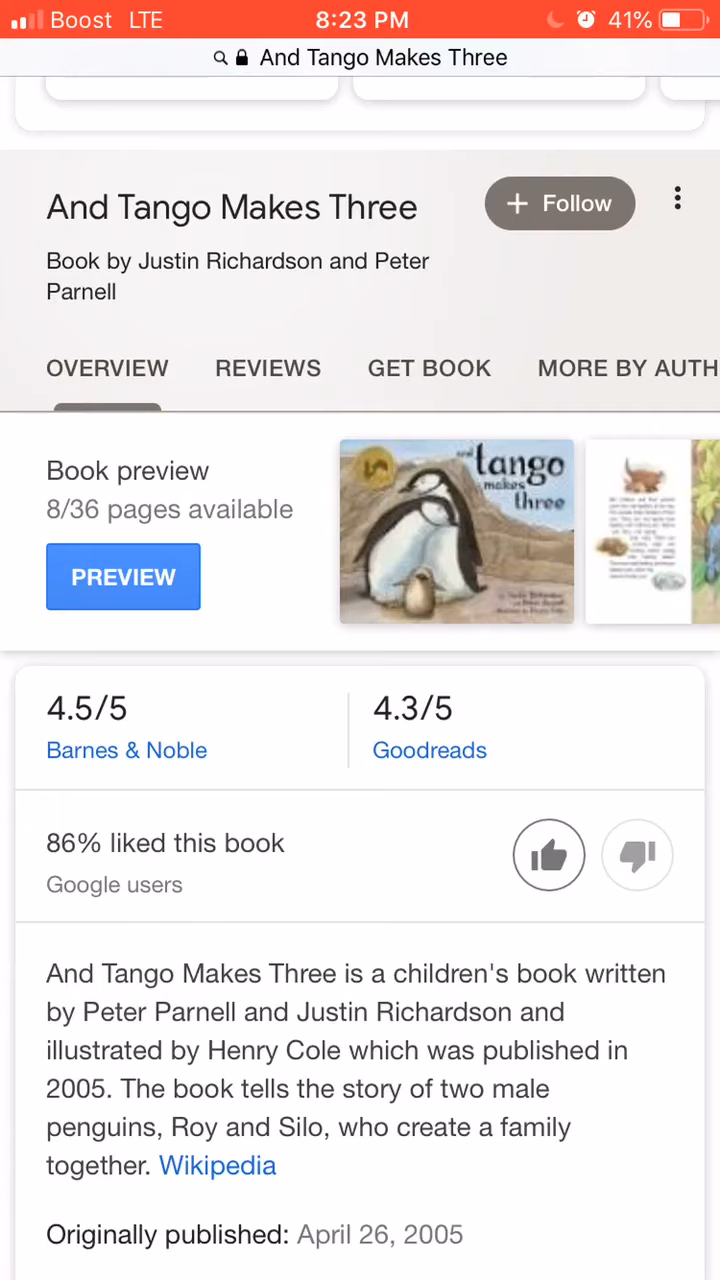 Boost LTE 8:23 PM 41%
And Tango Makes Three
And Tango Makes Three
+ Follow
Book by Justin Richardson and Peter
Parnell
OVERVIEW REVIEWS GET BOOK MORE BY AUTH
Book preview
8/36 pages available
PREVIEW
and tango
makes
three
4.5/5
Barnes & Noble
4.3/5
Goodreads
86% liked this book
Google users
And Tango Makes Three is a children's book written
by Peter Parnell and Justin Richardson and
illustrated by Henry Cole which was published in
2005. The book tells the story of two male
penguins, Roy and Silo, who create a family
together. Wikipedia
Originally published: April 26, 2005